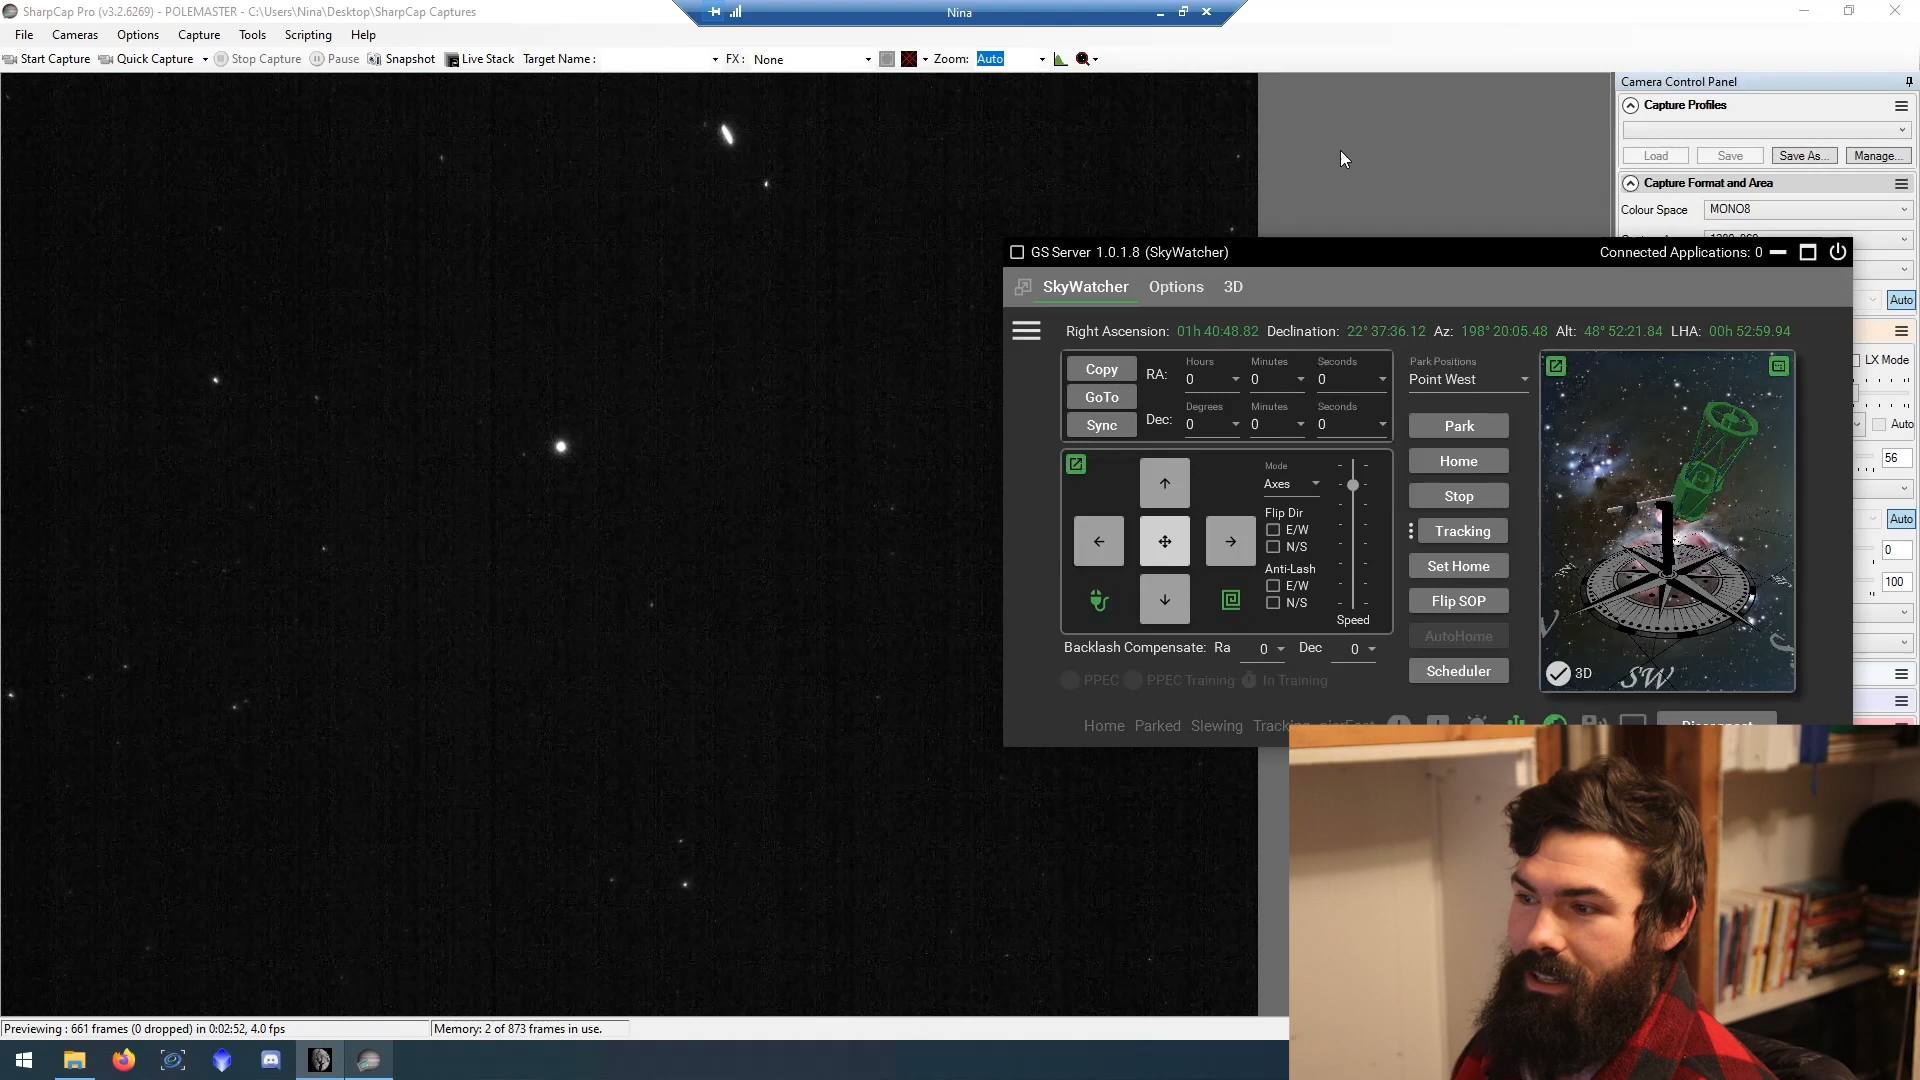 SharpCap Pro (v3.2.6269) - POLEMASTER - C:\Users\Nina\Desktop\SharpCap Captures
Nina
File Cameras Options Capture Tools Scripting Help
Start Capture Quick Capture Stop Capture Pause Snapshot Live Stack Target Name : FX : None Zoom: Auto
Camera Control Panel
Capture Profiles
Load Save Save As... Manage...
Capture Format and Area
Colour Space MONO8
GS Server 1.0.1.8 (SkyWatcher) Connected Applications: 0
SkyWatcher Options 3D
Auto
Right Ascension: 01h 40:48.82 Declination: 22° 37:36.12 Az: 198° 20:05.48 Alt: 48° 52:21.84 LHA: 00h 52:59.94
LX Mode
Copy
GoTo
Sync
Hours Minutes Seconds
RA: 0 0 0
Degrees Minutes Seconds
Dec: 0 0 0
Park Positions
Point West
Auto
56
Auto
0
100
Mode
Axes
Flip Dir
E/W
N/S
Anti-Lash
E/W
N/S
Speed
Park
Home
Stop
Tracking
Set Home
Flip SOP
AutoHome
Scheduler
3D
SW
S
Backlash Compensate: Ra 0 Dec 0
PPEC PPEC Training In Training
Home Parked Slewing
Previewing : 661 frames (0 dropped) in 0:02:52, 4.0 fps
Memory: 2 of 873 frames in use.